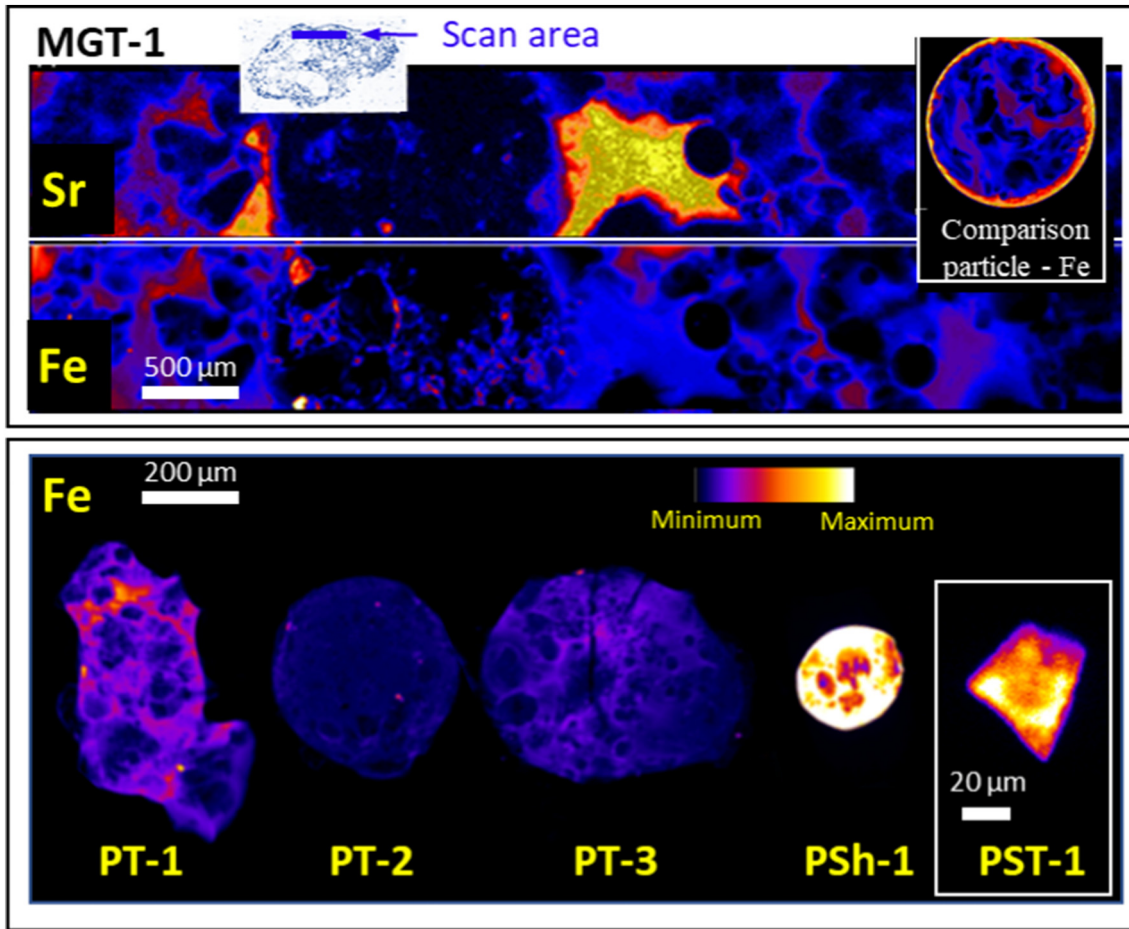 MGT-1
Scan area
Sr
Comparison
particle - Fe
Fe
500 µm
Fe
200 µm
Minimum
Maximum
20 µm
PT-1
PT-2
PT-3
PSh-1
PST-1